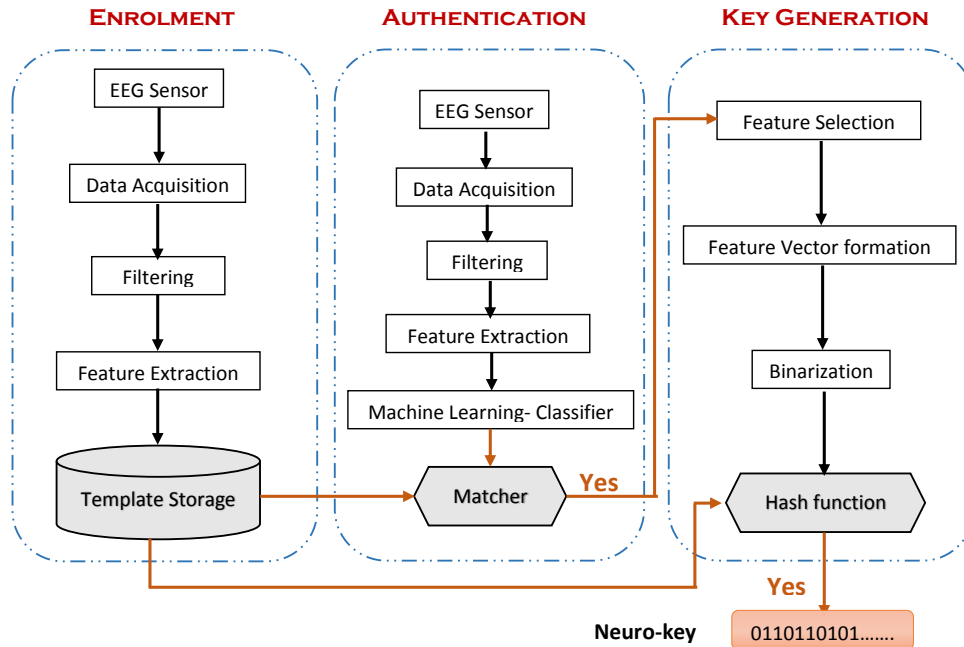 ENROLMENT
EEG Sensor
Data Acquisition
Filtering
Feature Extraction
Template Storage
AUTHENTICATION
EEG Sensor
Data Acquisition
Filtering
Feature Extraction
Machine Learning- Classifier
Matcher
Yes
KEY GENERATION
Feature Selection
Feature Vector formation
Binarization
Hash function
Yes
Neuro-key
0110110101.......